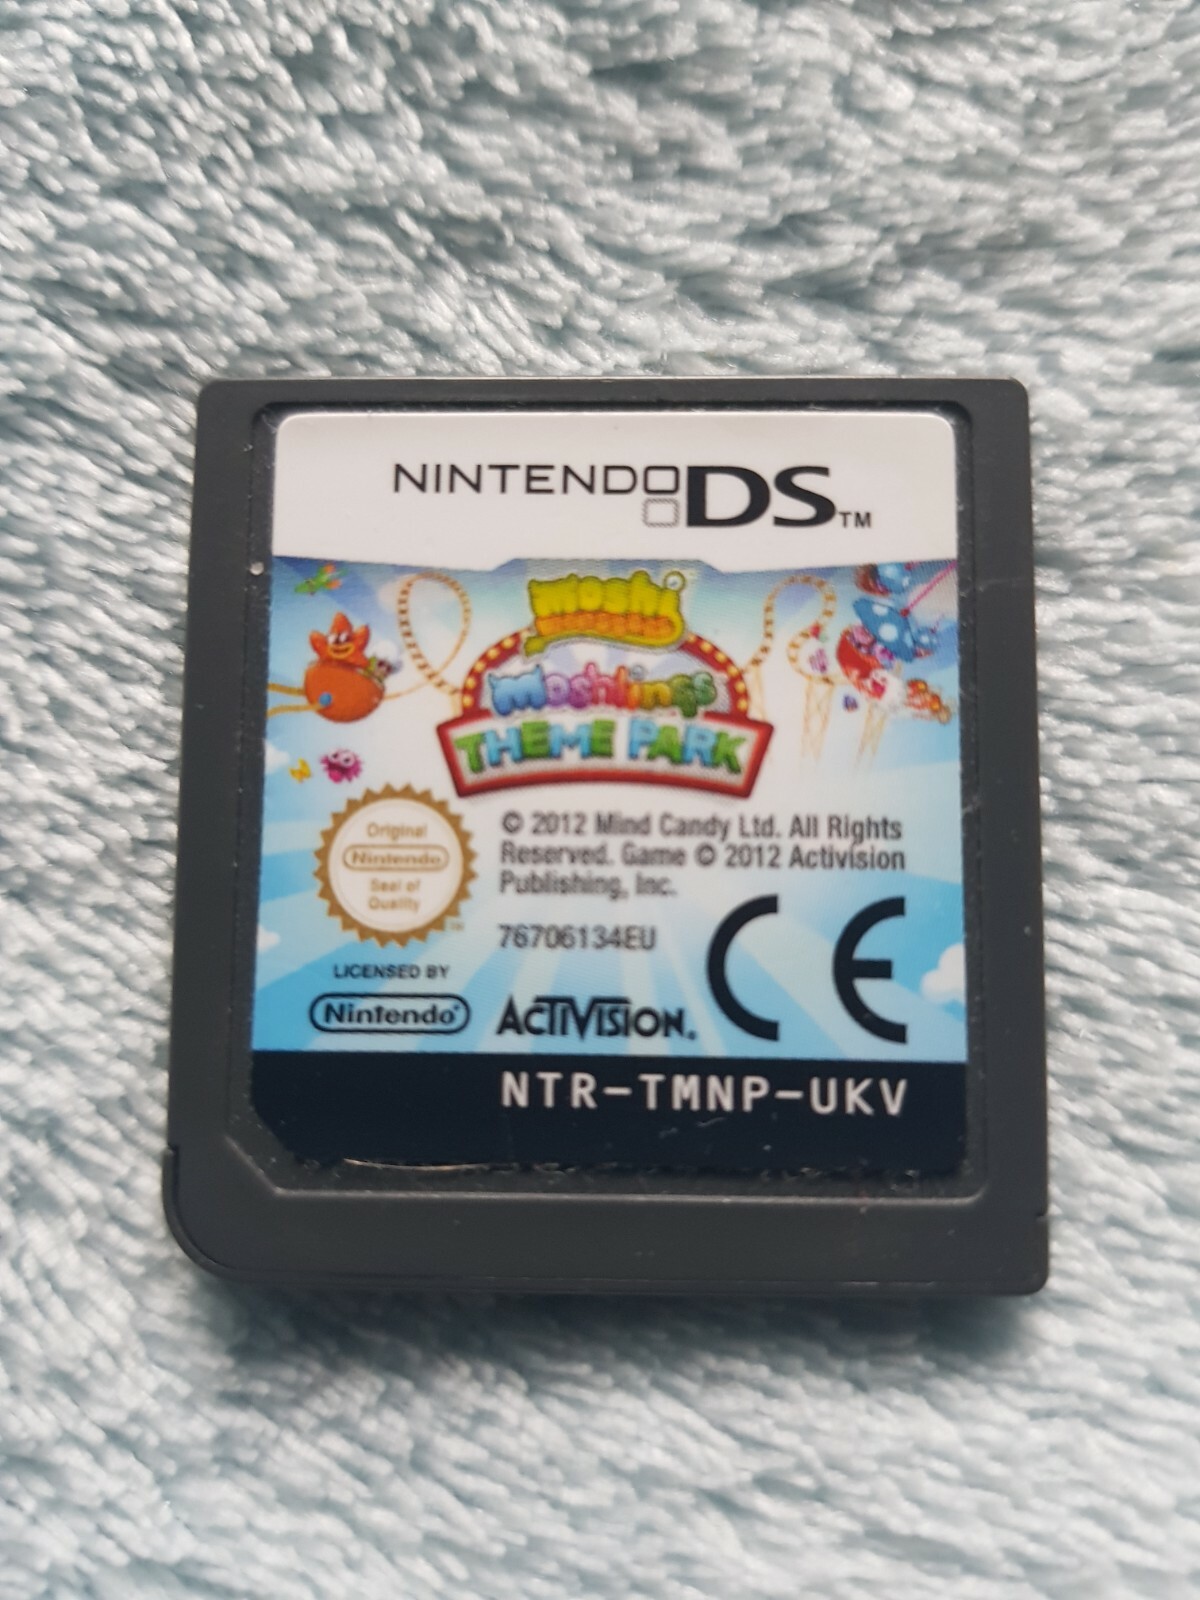 NINTENDO DS™
Moshi
monsters
Moshlings
THEME PARK
Original
Nintendo
Seal of
Quality
TM
© 2012 Mind Candy Ltd. All Rights
Reserved. Game © 2012 Activision
Publishing, Inc.
76706134EU
LICENSED BY
Nintendo®
ACTIVISION®
CE
NTR-TMNP-UKV